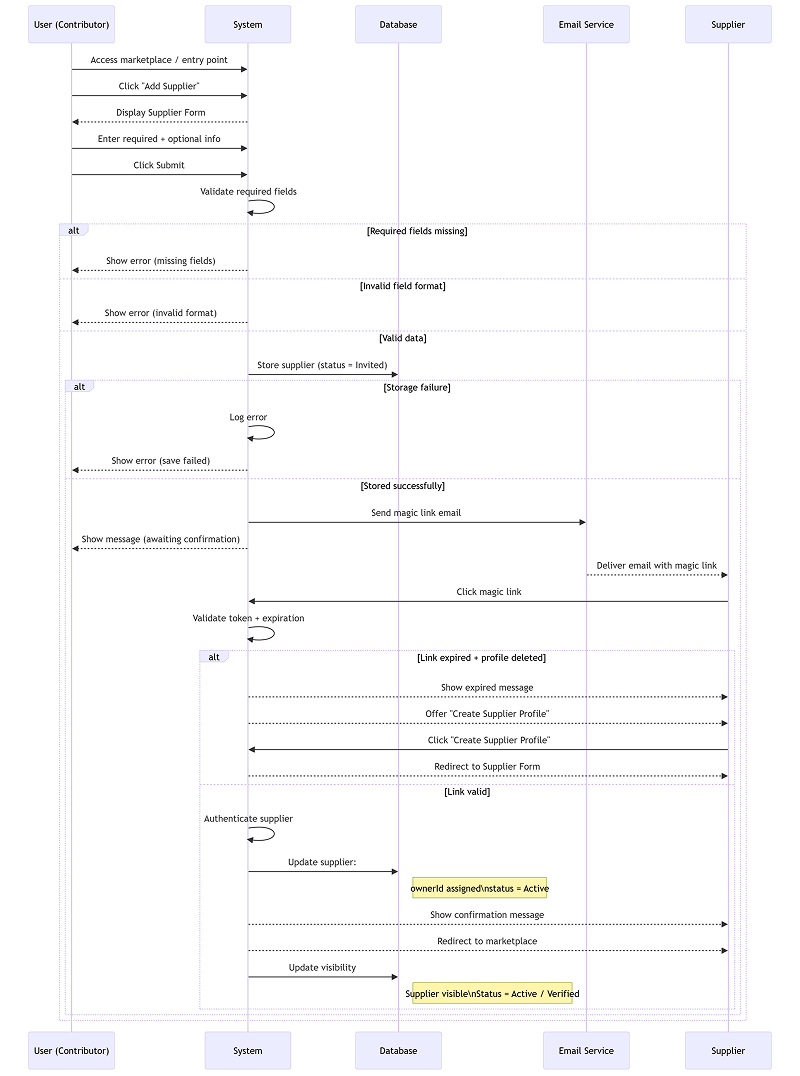 User (Contributor)
System
Database
Email Service
Supplier
Access marketplace / entry point
Click "Add Supplier"
Display Supplier Form
Enter required + optional info
Click Submit
Validate required fields
alt
[Required fields missing]
Show error (missing fields)
[Invalid field format]
Show error (invalid format)
[Valid data]
Store supplier (status = Invited)
alt
[Storage failure]
Log error
Show error (save failed)
[Stored successfully]
Send magic link email
Show message (awaiting confirmation)
Deliver email with magic link
Click magic link
Validate token + expiration
alt
[Link expired + profile deleted]
Show expired message
Offer "Create Supplier Profile"
Click "Create Supplier Profile"
Redirect to Supplier Form
[Link valid]
Authenticate supplier
Update supplier:
ownerId assigned\nstatus = Active
Show confirmation message
Redirect to marketplace
Update visibility
Supplier visible\nStatus = Active / Verified
User (Contributor)
System
Database
Email Service
Supplier